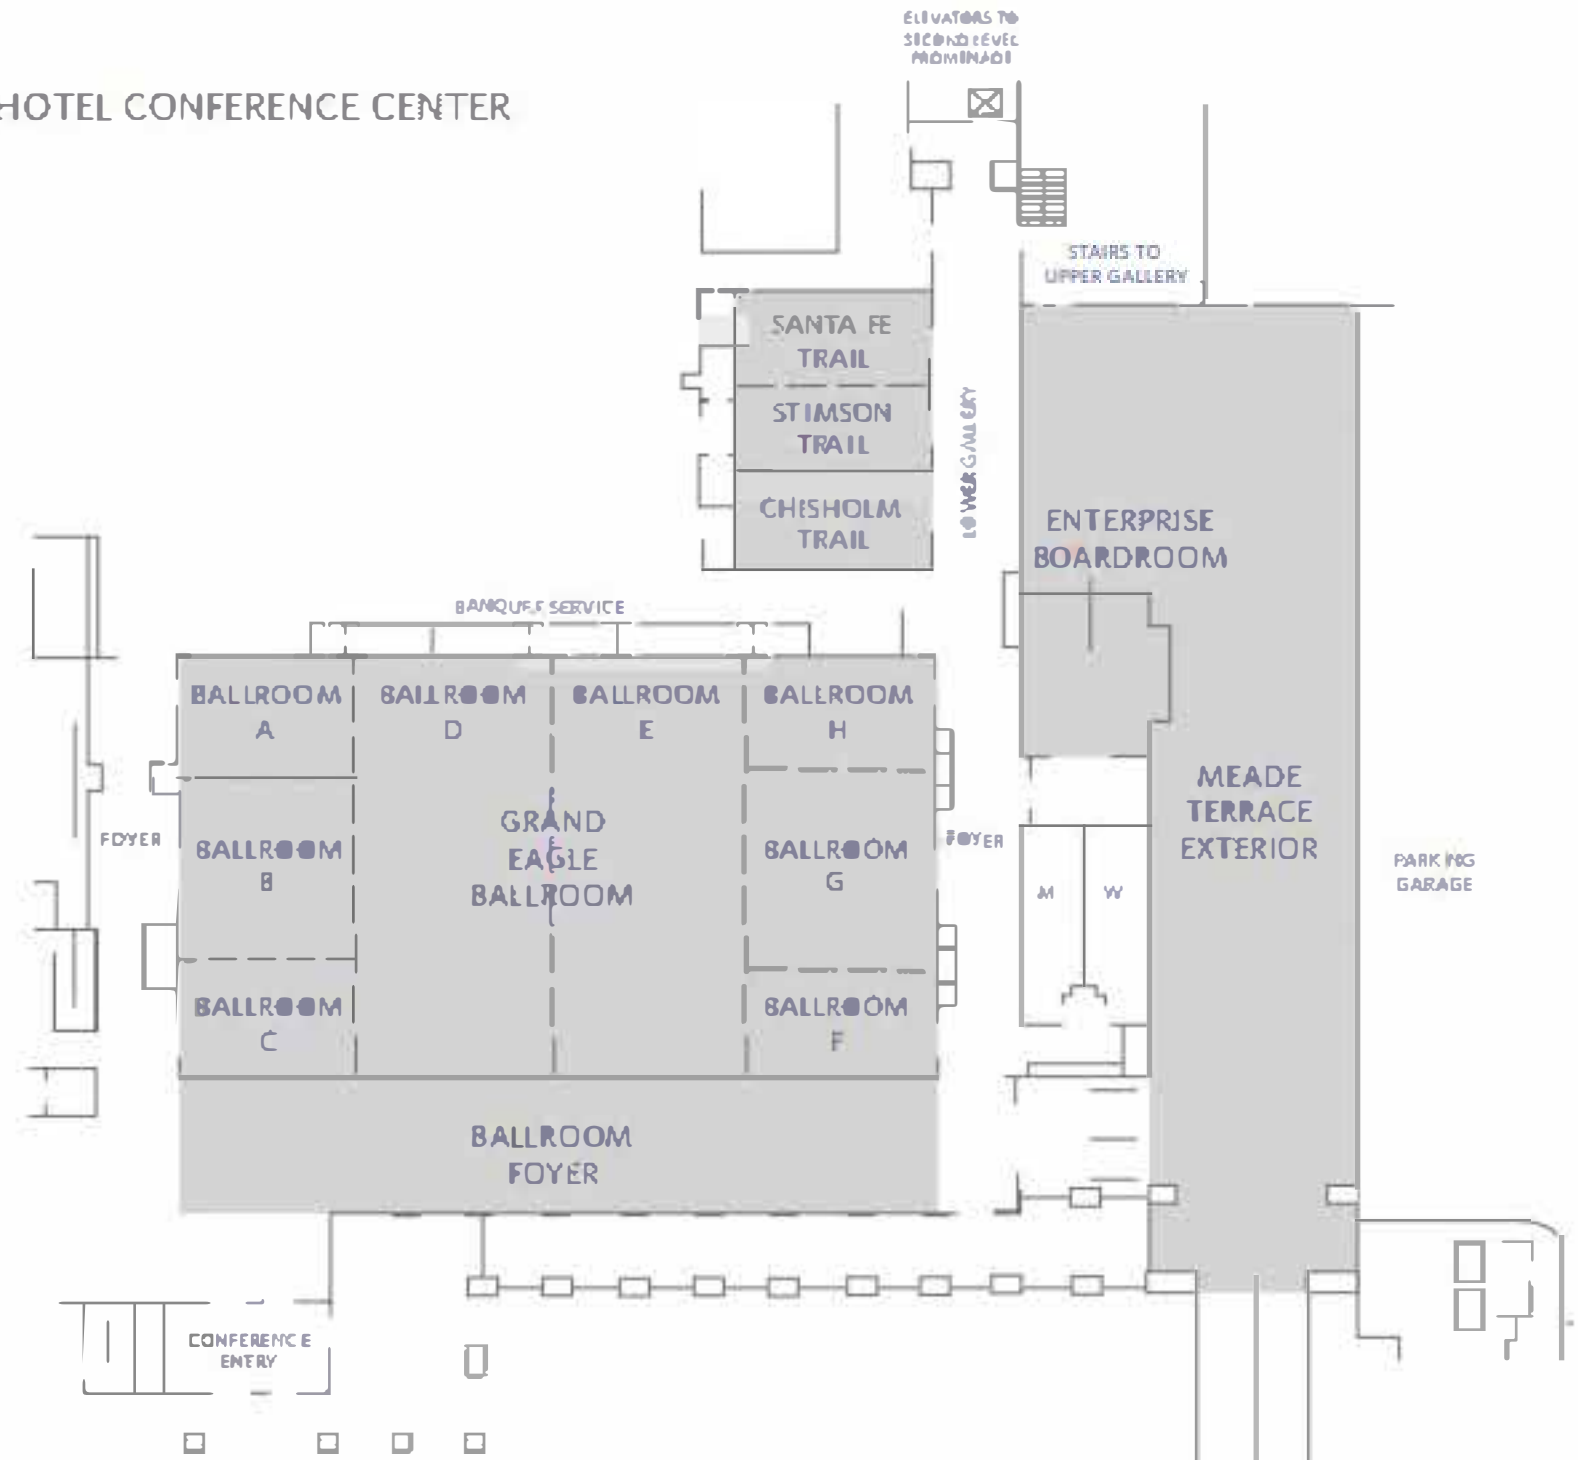 ELEVATORS TO
SECOND LEVEL
PROMINADE
HOTEL CONFERENCE CENTER
STAIRS TO
UPPER GALLERY
SANTA FE
TRAIL
STIMSON
TRAIL
CHISHOLM
TRAIL
LOWER GALLERY
ENTERPRISE
BOARDROOM
BANQUET SERVICE
BALLROOM
A
BALLROOM
D
BALLROOM
E
BALLROOM
H
MEADE
TERRACE
EXTERIOR
FOYER
BALLROOM
B
GRAND
EAGLE
BALLROOM
BALLROOM
G
FOYER
M
W
PARKING
GARAGE
BALLROOM
C
BALLROOM
F
BALLROOM
FOYER
CONFERENCE
ENTRY